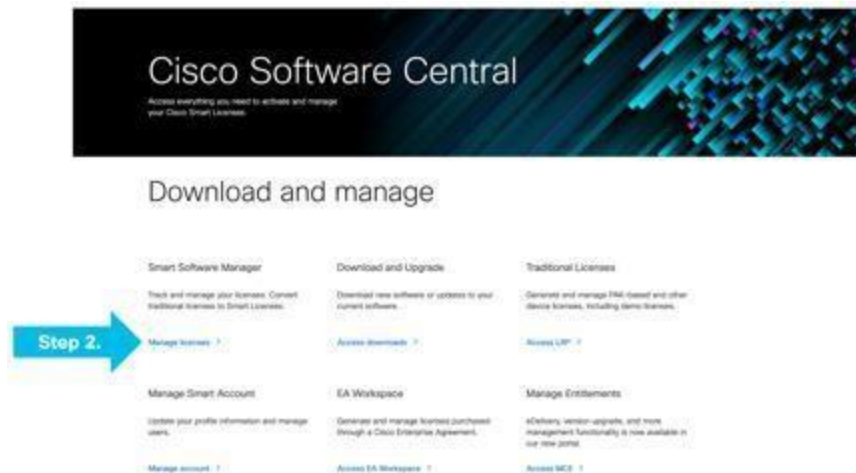 Cisco Software Central
Access everything you need to activate and manage
your Cisco Smart Licenses.
Download and manage
Smart Software Manager
Track and manage your licenses. Convert
traditional licenses to Smart Licenses.
Manage licenses >
Download and Upgrade
Download new software or updates to your
current software.
Access downloads >
Traditional Licenses
Generate and manage PAK-based and other
device licenses, including demo licenses.
Access LRP >
Step 2.
Manage Smart Account
Update your profile information and manage
users.
Manage account >
EA Workspace
Generate and manage licenses purchased
through a Cisco Enterprise Agreement.
Access EA Workspace >
Manage Entitlements
eDelivery, version upgrade, and more
management functionality is now available in
our new portal.
Access MCE >